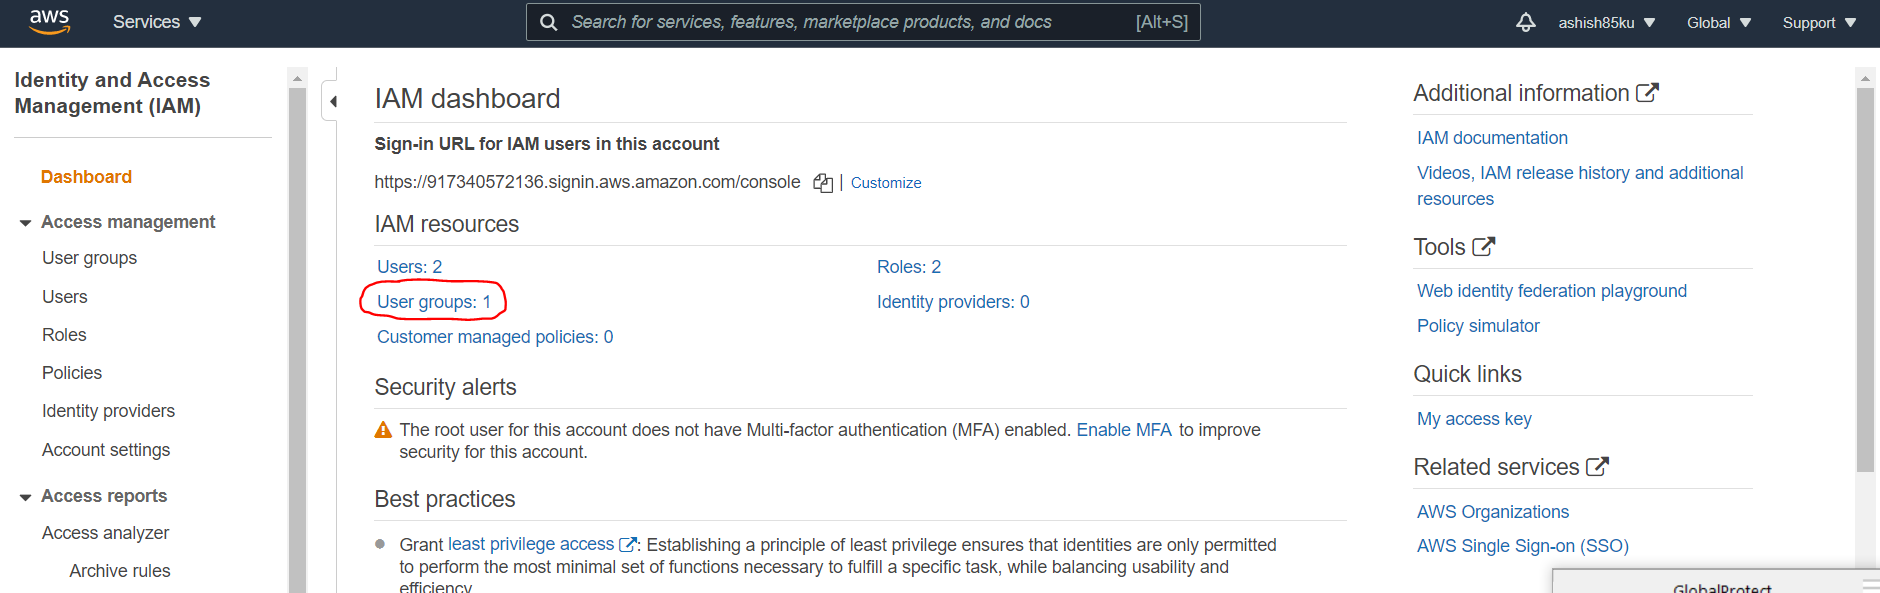 aws
Services
Search for services, features, marketplace products, and docs [Alt+S]
ashish85ku
Global
Support
Identity and Access
Management (IAM)
Dashboard
Access management
User groups
Users
Roles
Policies
Identity providers
Account settings
Access reports
Access analyzer
Archive rules
IAM dashboard
Sign-in URL for IAM users in this account
https://917340572136.signin.aws.amazon.com/console | Customize
IAM resources
Users: 2
Roles: 2
User groups: 1
Identity providers: 0
Customer managed policies: 0
Security alerts
The root user for this account does not have Multi-factor authentication (MFA) enabled. Enable MFA to improve
security for this account.
Best practices
Grant least privilege access : Establishing a principle of least privilege ensures that identities are only permitted
to perform the most minimal set of functions necessary to fulfill a specific task, while balancing usability and
efficiency
Additional information
IAM documentation
Videos, IAM release history and additional
resources
Tools
Web identity federation playground
Policy simulator
Quick links
My access key
Related services
AWS Organizations
AWS Single Sign-on (SSO)
GlobalProtect